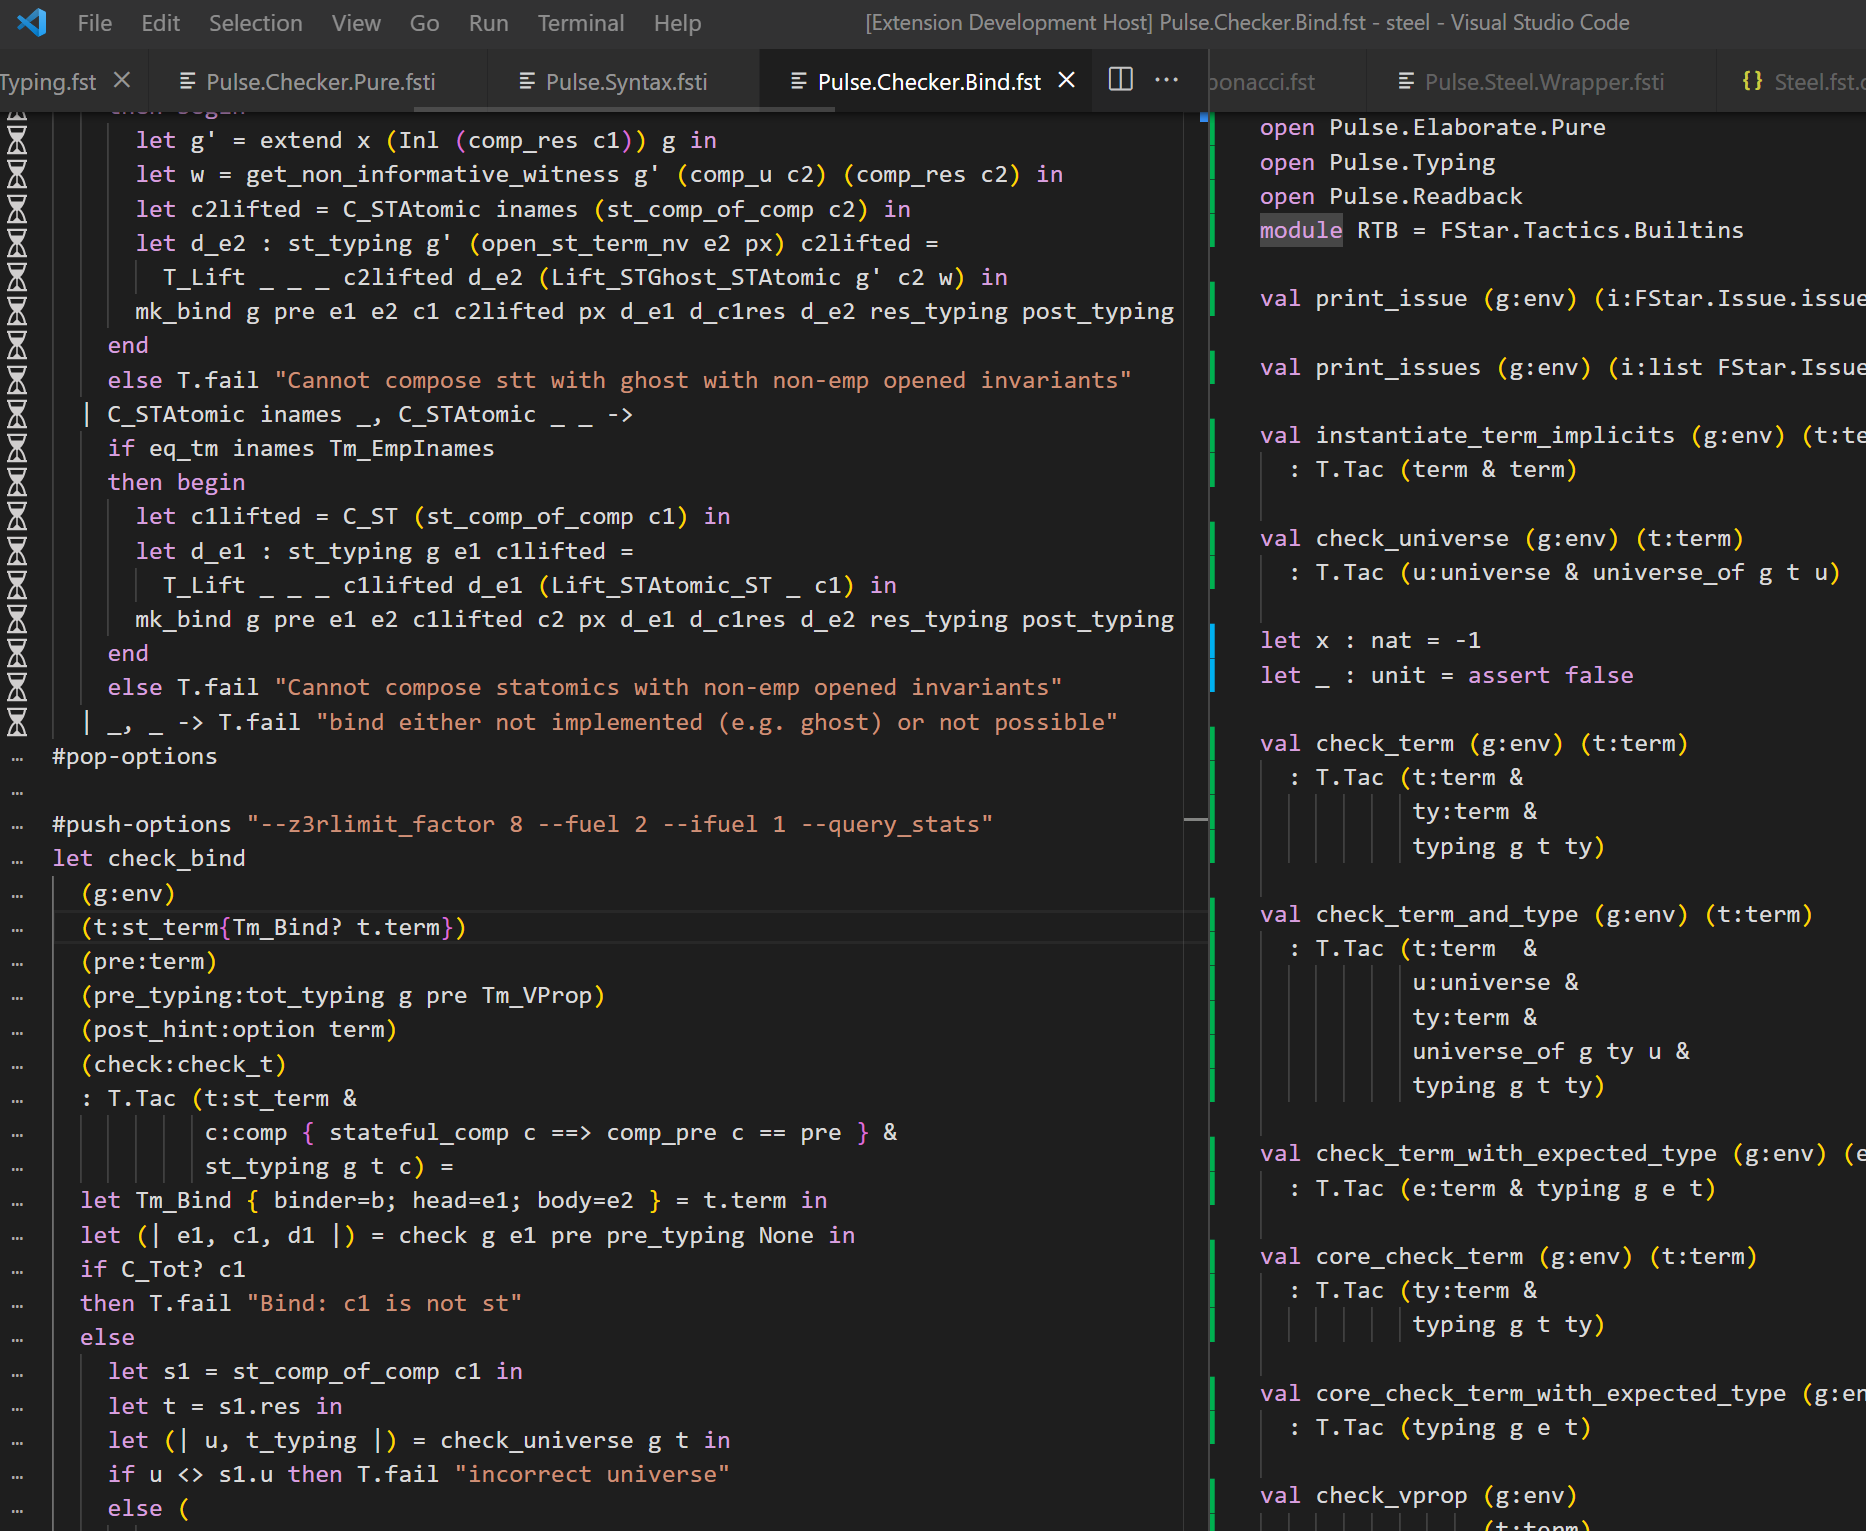 File Edit Selection View Go Run Terminal Help [Extension Development Host] Pulse.Checker.Bind.fst - steel - Visual Studio Code
Typing.fst Pulse.Checker.Pure.fsti Pulse.Syntax.fsti Pulse.Checker.Bind.fst ··· bonacci.fst Pulse.Steel.Wrapper.fsti {} Steel.fst.
then begin
let g' = extend x (Inl (comp_res c1)) g in
let w = get_non_informative_witness g' (comp_u c2) (comp_res c2) in
let c2lifted = C_STAtomic inames (st_comp_of_comp c2) in
let d_e2 : st_typing g' (open_st_term_nv e2 px) c2lifted =
T_Lift _ _ _ c2lifted d_e2 (Lift_STGhost_STAtomic g' c2 w) in
mk_bind g pre e1 e2 c1 c2lifted px d_e1 d_c1res d_e2 res_typing post_typing
end
else T.fail "Cannot compose stt with ghost with non-emp opened invariants"
| C_STAtomic inames _, C_STAtomic _ _ ->
if eq_tm inames Tm_EmpInames
then begin
let c1lifted = C_ST (st_comp_of_comp c1) in
let d_e1 : st_typing g e1 c1lifted =
T_Lift _ _ _ c1lifted d_e1 (Lift_STAtomic_ST _ c1) in
mk_bind g pre e1 e2 c1lifted c2 px d_e1 d_c1res d_e2 res_typing post_typing
end
else T.fail "Cannot compose statomics with non-emp opened invariants"
| _, _ -> T.fail "bind either not implemented (e.g. ghost) or not possible"
#pop-options
#push-options "--z3rlimit_factor 8 --fuel 2 --ifuel 1 --query_stats"
let check_bind
(g:env)
(t:st_term{Tm_Bind? t.term})
(pre:term)
(pre_typing:tot_typing g pre Tm_VProp)
(post_hint:option term)
(check:check_t)
: T.Tac (t:st_term &
c:comp { stateful_comp c ==> comp_pre c == pre } &
st_typing g t c) =
let Tm_Bind { binder=b; head=e1; body=e2 } = t.term in
let (| e1, c1, d1 |) = check g e1 pre pre_typing None in
if C_Tot? c1
then T.fail "Bind: c1 is not st"
else
let s1 = st_comp_of_comp c1 in
let t = s1.res in
let (| u, t_typing |) = check_universe g t in
if u <> s1.u then T.fail "incorrect universe"
else (
open Pulse.Elaborate.Pure
open Pulse.Typing
open Pulse.Readback
module RTB = FStar.Tactics.Builtins
val print_issue (g:env) (i:FStar.Issue.issue
val print_issues (g:env) (i:list FStar.Issue
val instantiate_term_implicits (g:env) (t:te
: T.Tac (term & term)
val check_universe (g:env) (t:term)
: T.Tac (u:universe & universe_of g t u)
let x : nat = -1
let _ : unit = assert false
val check_term (g:env) (t:term)
: T.Tac (t:term &
ty:term &
typing g t ty)
val check_term_and_type (g:env) (t:term)
: T.Tac (t:term &
u:universe &
ty:term &
universe_of g ty u &
typing g t ty)
val check_term_with_expected_type (g:env) (e
: T.Tac (e:term & typing g e t)
val core_check_term (g:env) (t:term)
: T.Tac (ty:term &
typing g t ty)
val core_check_term_with_expected_type (g:en
: T.Tac (typing g e t)
val check_vprop (g:env)
(t:term)